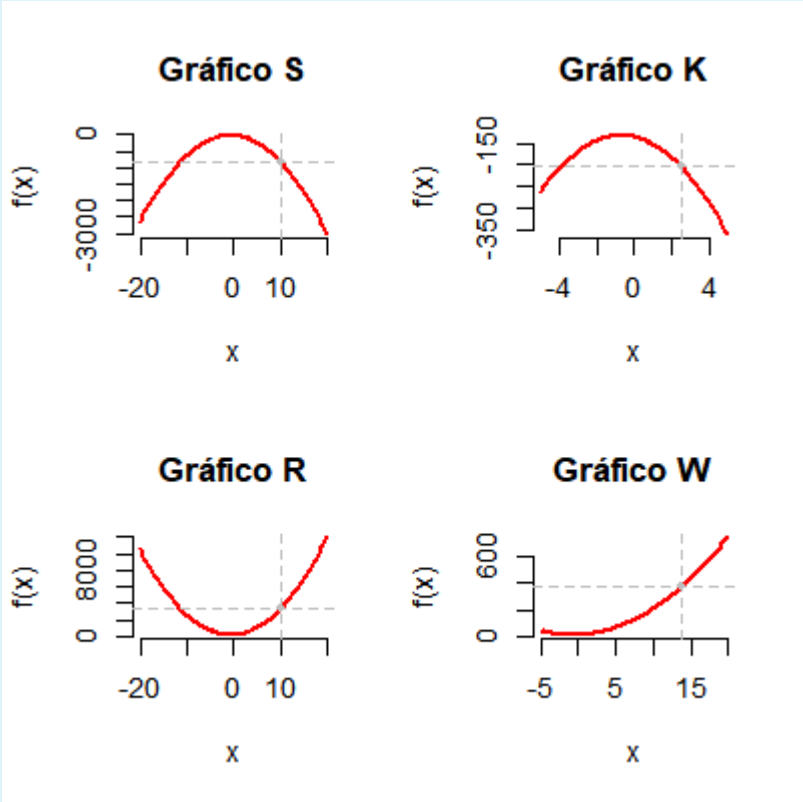 Gráfico S
f(x)
0
-3000
-20 0 10
x
Gráfico K
f(x)
-150
-350
-4 0 4
x
Gráfico R
f(x)
8000
0
-20 0 10
x
Gráfico W
f(x)
600
0
-5 5 15
x